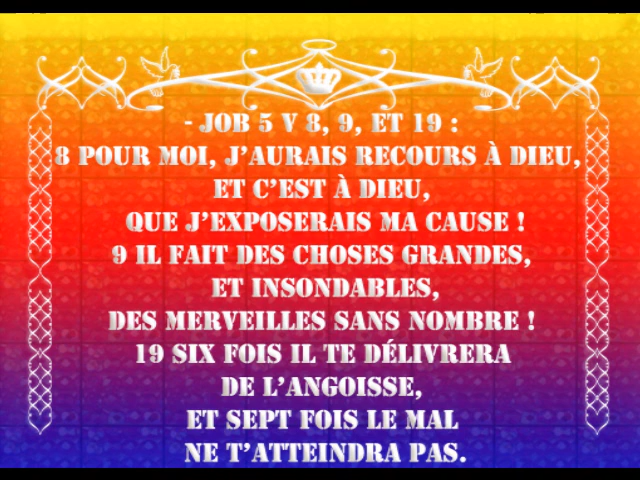 - JOB 5 V 8, 9, ET 19 :
8 POUR MOI, J'AURAIS RECOURS À DIEU,
ET C'EST À DIEU,
QUE J'EXPOSERAIS MA CAUSE !
9 IL FAIT DES CHOSES GRANDES,
ET INSONDABLES,
DES MERVEILLES SANS NOMBRE !
19 SIX FOIS IL TE DÉLIVRERA
DE L'ANGOISSE,
ET SEPT FOIS LE MAL
NE T'ATTEINDRA PAS.